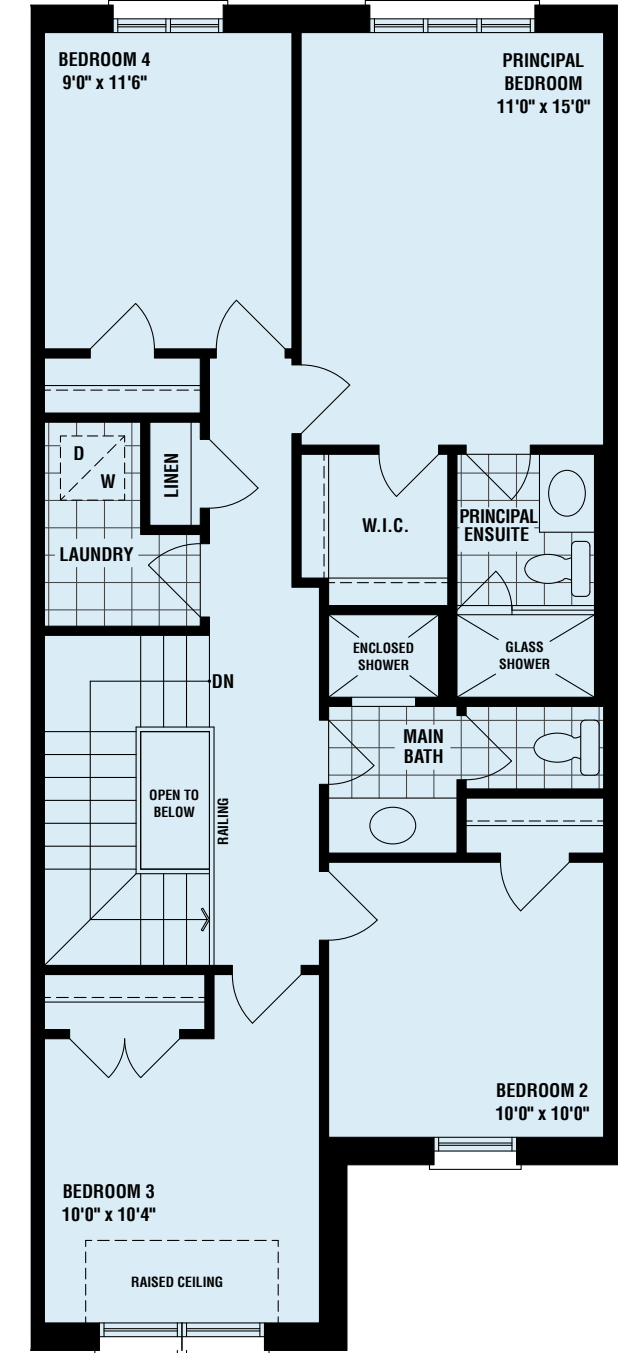 BEDROOM 4
9'0" x 11'6"
PRINCIPAL
BEDROOM
11'0" x 15'0"
D
W
LINEN
LAUNDRY
W.I.C.
PRINCIPAL
ENSUITE
ENCLOSED
SHOWER
GLASS
SHOWER
DN
MAIN
BATH
OPEN TO
BELOW
RAILING
BEDROOM 2
10'0" x 10'0"
BEDROOM 3
10'0" x 10'4"
RAISED CEILING